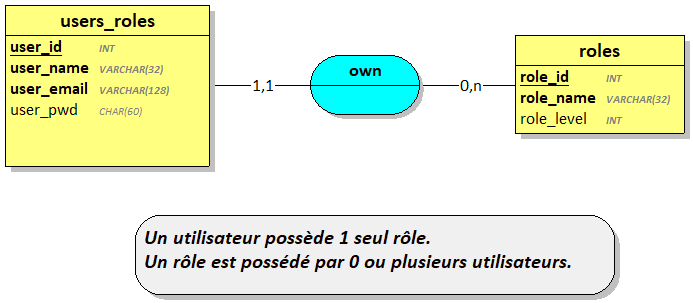 users_roles
user_id INT
user_name VARCHAR(32)
user_email VARCHAR(128)
user_pwd CHAR(60)
1,1
own
0,n
roles
role_id INT
role_name VARCHAR(32)
role_level INT
Un utilisateur possède 1 seul rôle.
Un rôle est possédé par 0 ou plusieurs utilisateurs.